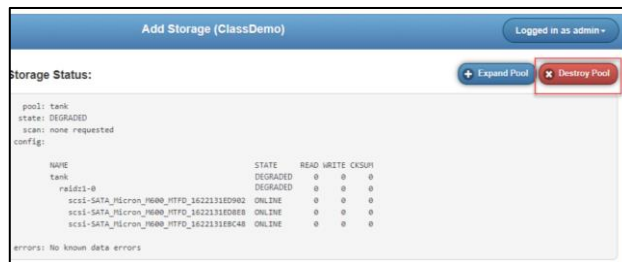 Add Storage (ClassDemo)
Logged in as admin
Storage Status:
Expand Pool
Destroy Pool
pool: tank
state: DEGRADED
scan: none requested
config:
NAME STATE READ WRITE CKSUM
tank DEGRADED 0 0 0
raidz1-0 DEGRADED 0 0 0
scsi-SATA_Micron_M600_MTFD_1622131ED902 ONLINE 0 0 0
scsi-SATA_Micron_M600_MTFD_1622131ED8E8 ONLINE 0 0 0
scsi-SATA_Micron_M600_MTFD_1622131EBC48 ONLINE 0 0 0
errors: No known data errors